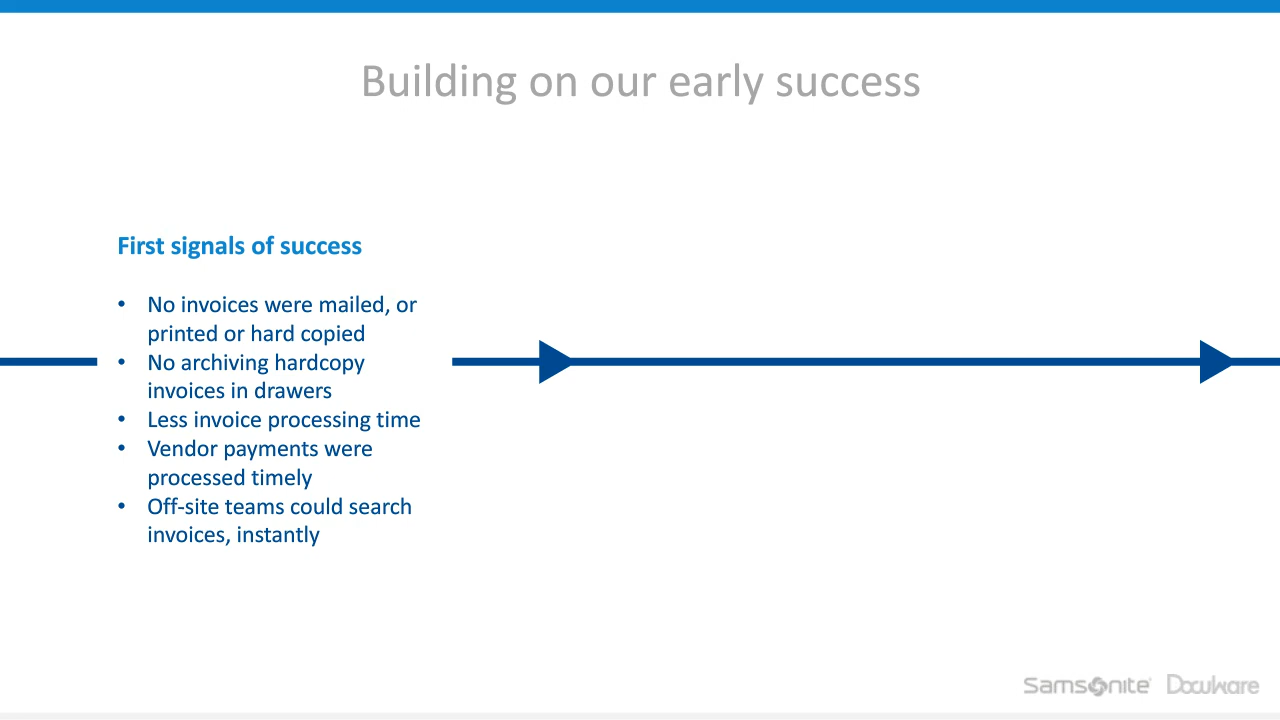 Building on our early success
First signals of success
• No invoices were mailed, or
printed or hard copied
• No archiving hardcopy
invoices in drawers
• Less invoice processing time
• Vendor payments were
processed timely
• Off-site teams could search
invoices, instantly
Samsonite DocuWare